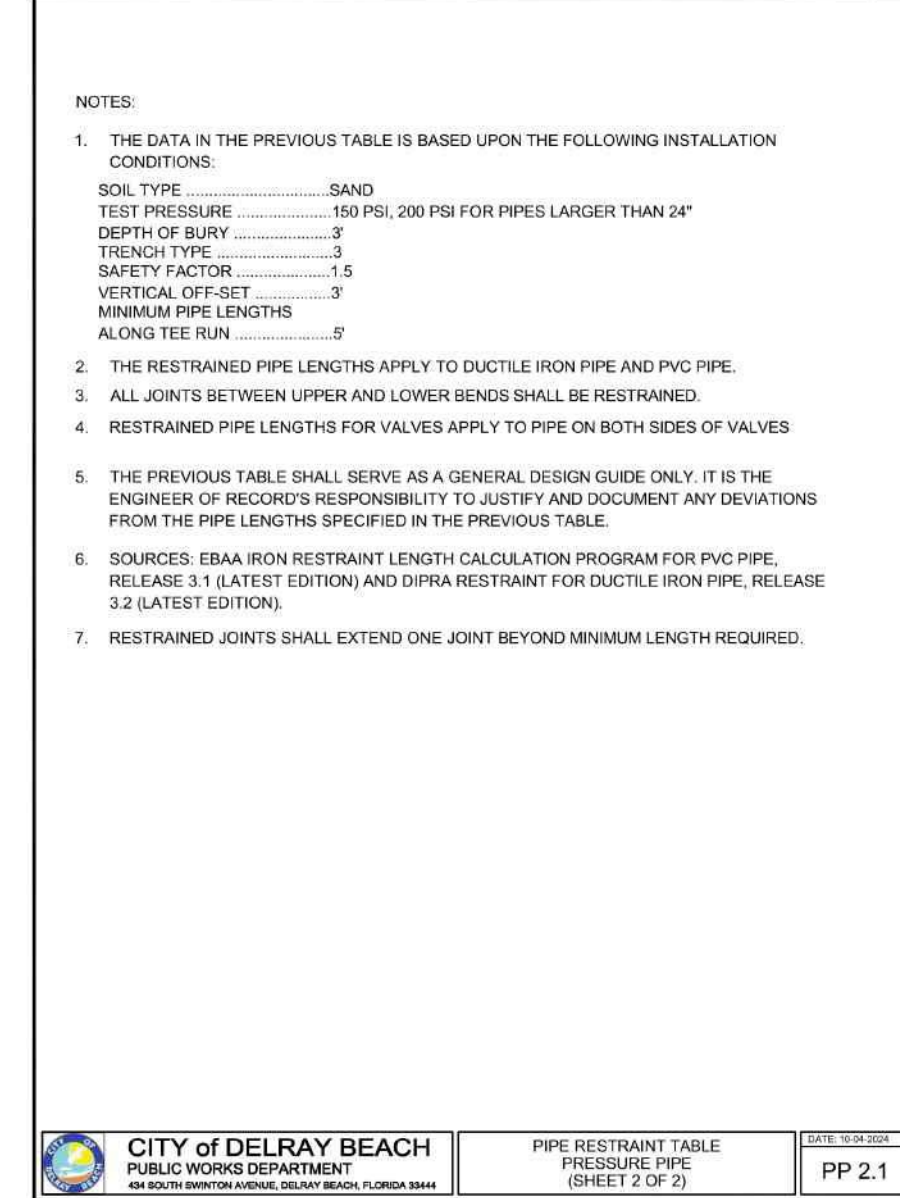 NOTES:
1. THE DATA IN THE PREVIOUS TABLE IS BASED UPON THE FOLLOWING INSTALLATION
CONDITIONS:
SOIL TYPE ...............................SAND
TEST PRESSURE .....................150 PSI, 200 PSI FOR PIPES LARGER THAN 24"
DEPTH OF BURY ......................3'
TRENCH TYPE ..........................3
SAFETY FACTOR .....................1.5
VERTICAL OFF-SET .................3'
MINIMUM PIPE LENGTHS
ALONG TEE RUN ......................5'
2. THE RESTRAINED PIPE LENGTHS APPLY TO DUCTILE IRON PIPE AND PVC PIPE.
3. ALL JOINTS BETWEEN UPPER AND LOWER BENDS SHALL BE RESTRAINED.
4. RESTRAINED PIPE LENGTHS FOR VALVES APPLY TO PIPE ON BOTH SIDES OF VALVES
5. THE PREVIOUS TABLE SHALL SERVE AS A GENERAL DESIGN GUIDE ONLY. IT IS THE
ENGINEER OF RECORD'S RESPONSIBILITY TO JUSTIFY AND DOCUMENT ANY DEVIATIONS
FROM THE PIPE LENGTHS SPECIFIED IN THE PREVIOUS TABLE.
6. SOURCES: EBAA IRON RESTRAINT LENGTH CALCULATION PROGRAM FOR PVC PIPE,
RELEASE 3.1 (LATEST EDITION) AND DIPRA RESTRAINT FOR DUCTILE IRON PIPE, RELEASE
3.2 (LATEST EDITION).
7. RESTRAINED JOINTS SHALL EXTEND ONE JOINT BEYOND MINIMUM LENGTH REQUIRED.
CITY OF
DELRAY BEACH
CITY of DELRAY BEACH
PUBLIC WORKS DEPARTMENT
434 SOUTH SWINTON AVENUE, DELRAY BEACH, FLORIDA 33444
PIPE RESTRAINT TABLE
PRESSURE PIPE
(SHEET 2 OF 2)
DATE: 10-04-2024
PP 2.1